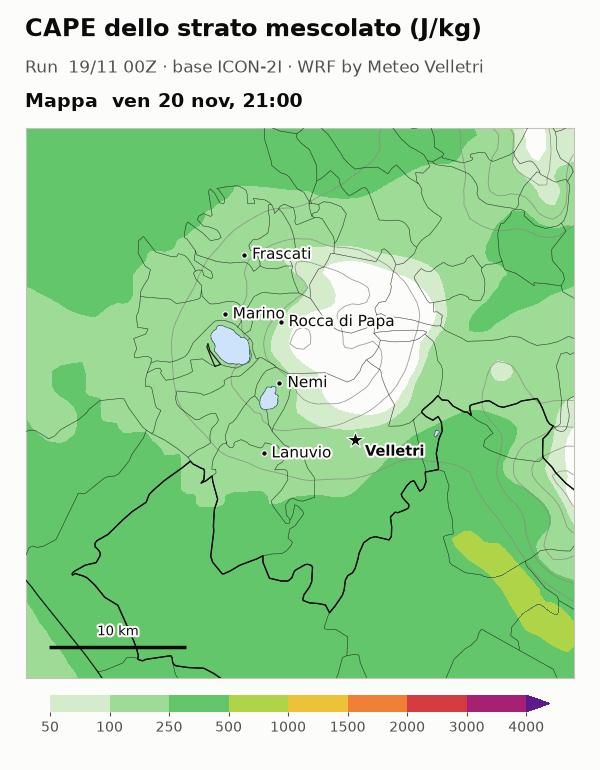 CAPE dello strato mescolato (J/kg)
Run  19/11 00Z · base ICON-2I · WRF by Meteo Velletri
Mappa  ven 20 nov, 21:00
Frascati
Marino
Rocca di Papa
Nemi
Lanuvio
Velletri
10 km
50 100 250 500 1000 1500 2000 3000 4000